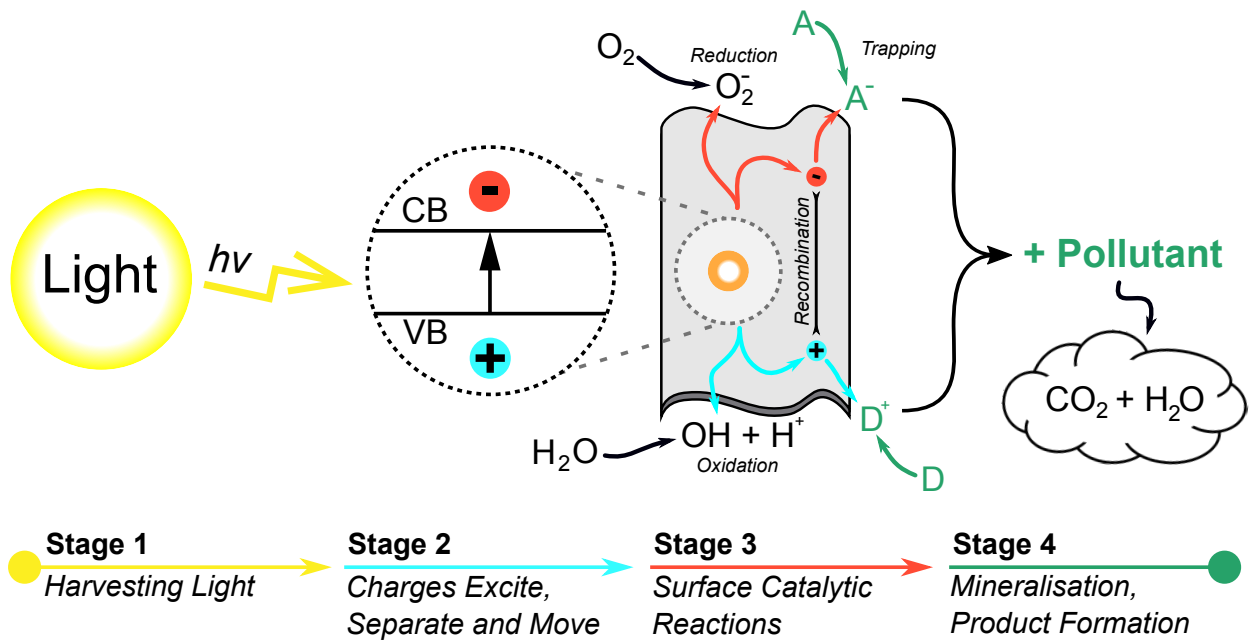 A
Trapping
O₂
Reduction
O₂⁻
A⁻
-
CB
hv
Light
VB
+
-
Recombination
+
+ Pollutant
CO₂ + H₂O
D⁺
H₂O
OH + H⁺
Oxidation
D
Stage 1
Harvesting Light
Stage 2
Charges Excite,
Separate and Move
Stage 3
Surface Catalytic
Reactions
Stage 4
Mineralisation,
Product Formation